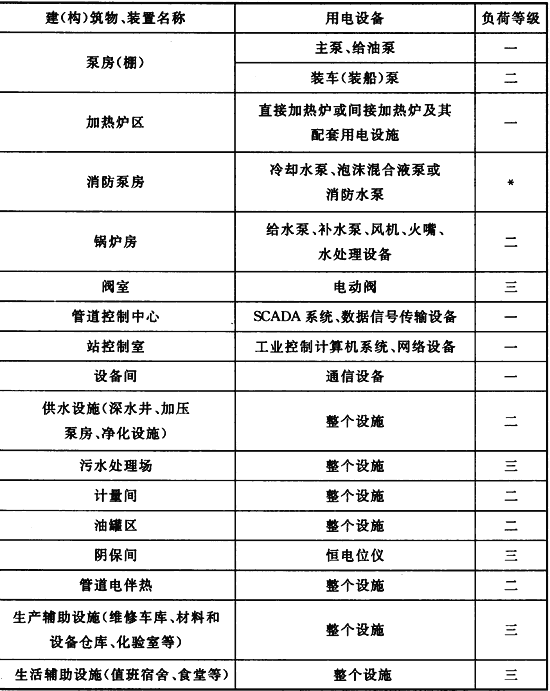 建(构)筑物、装置名称 用电设备 负荷等级
泵房(棚) 主泵、给油泵 一
装车(装船)泵 二
加热炉区 直接加热炉或间接加热炉及其
配套用电设施 一
消防泵房 冷却水泵、泡沫混合液泵或
消防水泵 *
锅炉房 给水泵、补水泵、风机、火嘴、
水处理设备 二
阀室 电动阀 三
管道控制中心 SCADA 系统、数据信号传输设备 一
站控制室 工业控制计算机系统、网络设备 一
设备间 通信设备 一
供水设施(深水井、加压
泵房、净化设施) 整个设施 二
污水处理场 整个设施 三
计量间 整个设施 二
油罐区 整个设施 二
阴保间 恒电位仪 三
管道电伴热 整个设施 二
生产辅助设施(维修车库、材料和
设备仓库、化验室等) 整个设施 三
生活辅助设施(值班宿舍、食堂等) 整个设施 三